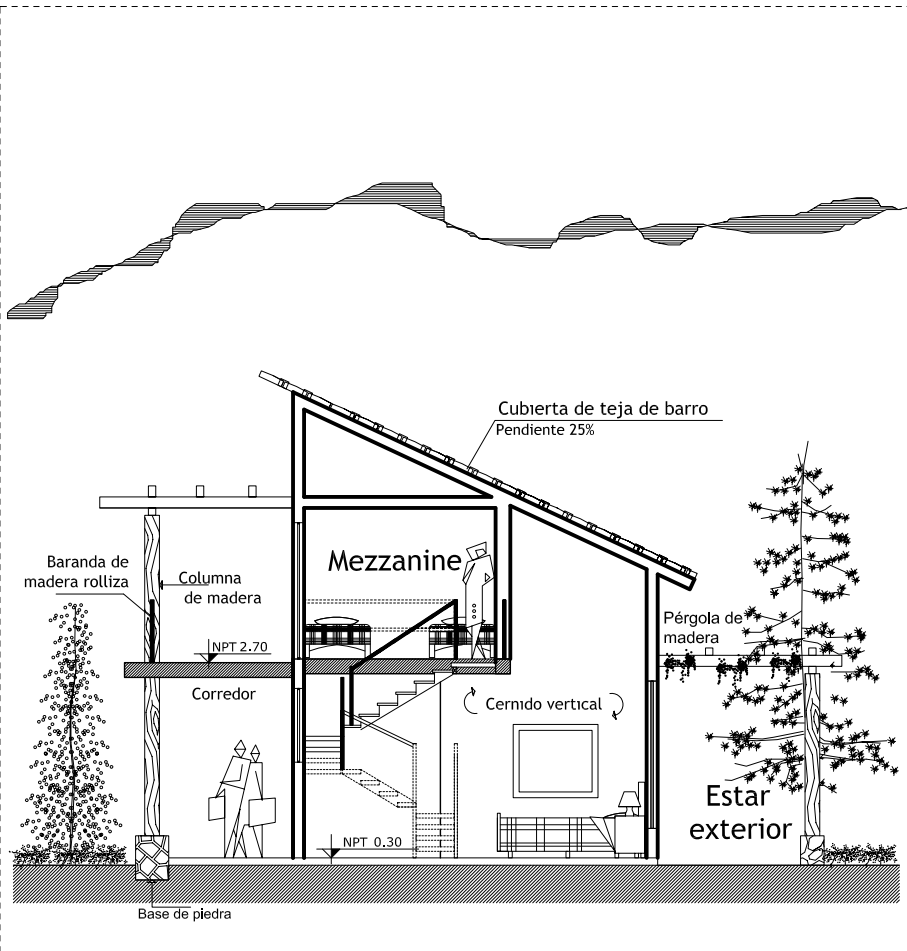 Cubierta de teja de barro
Pendiente 25%
Mezzanine
Baranda de
madera rolliza
Columna
de madera
Pérgola de
madera
NPT 2.70
Corredor
Cernido vertical
Estar
exterior
NPT 0.30
Base de piedra